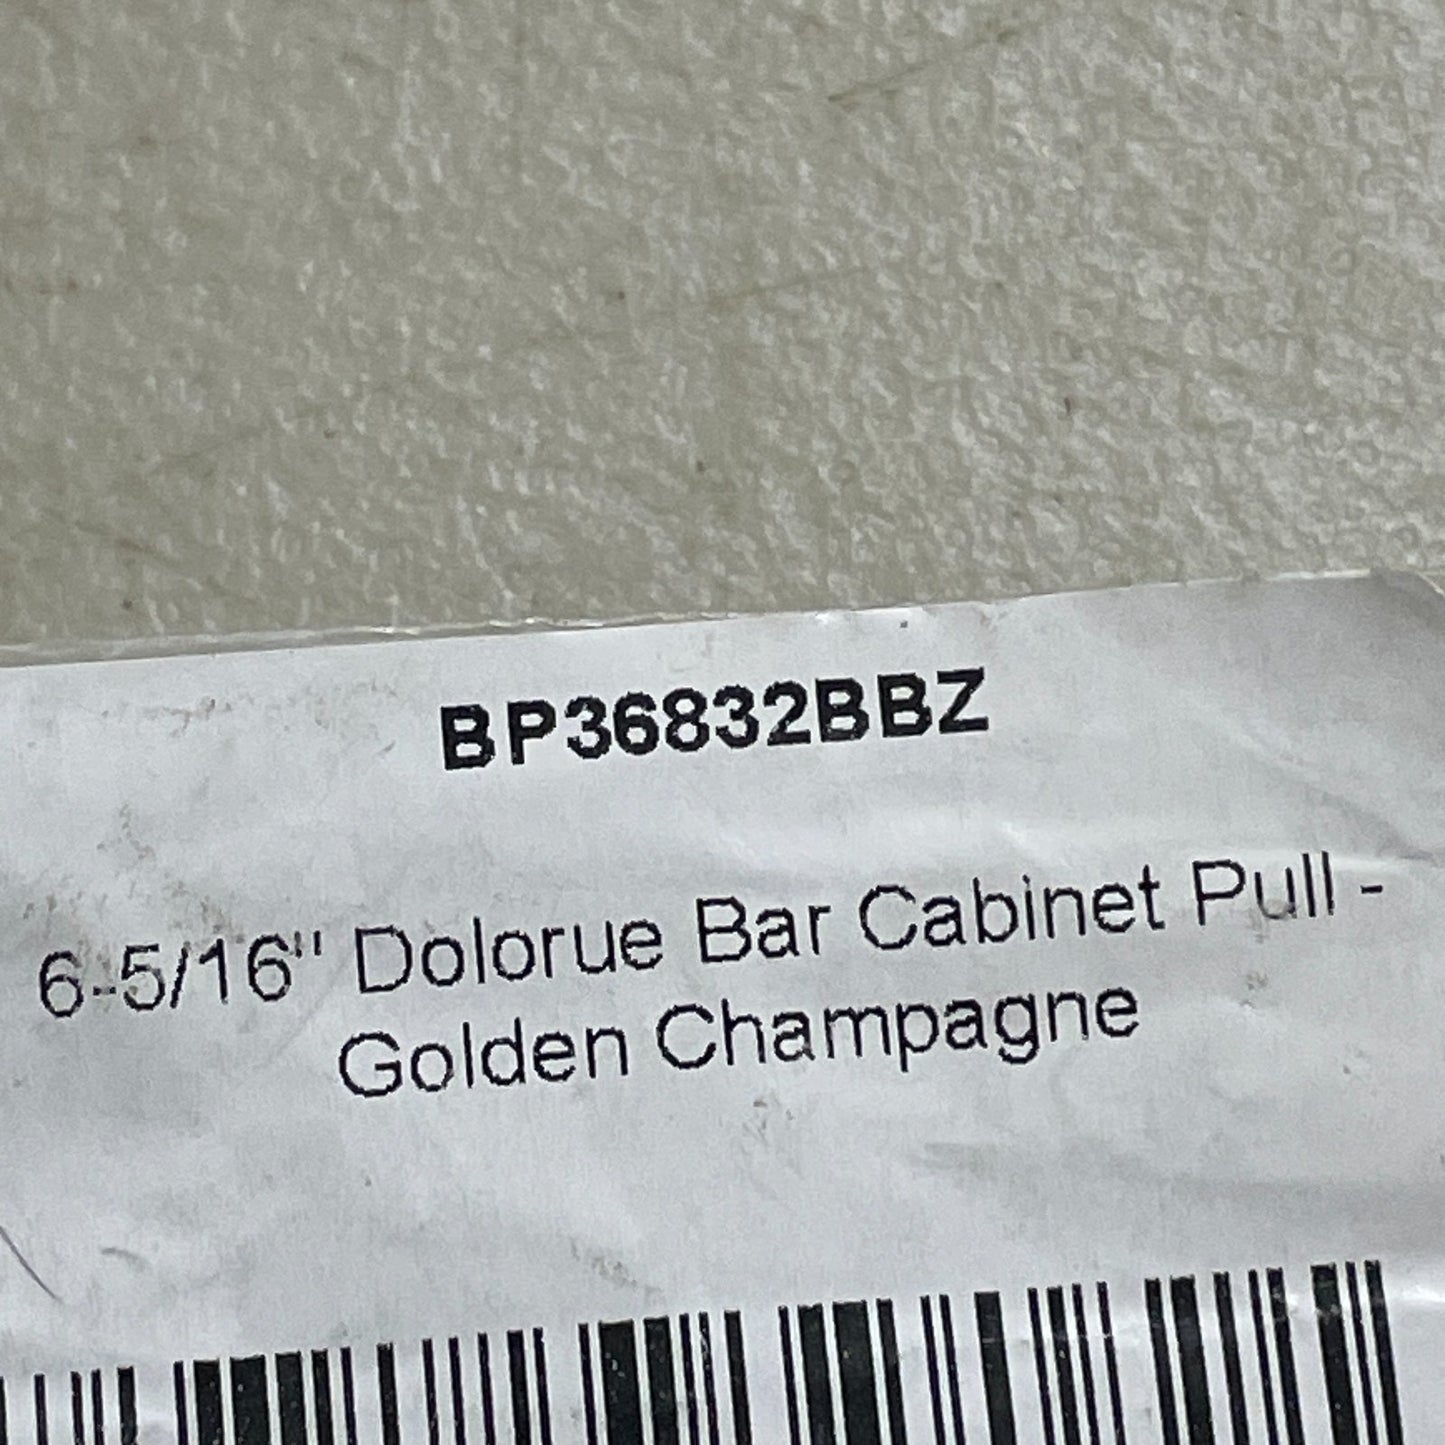 BP36832BBZ
6-5/16" Dolorue Bar Cabinet Pull -
Golden Champagne